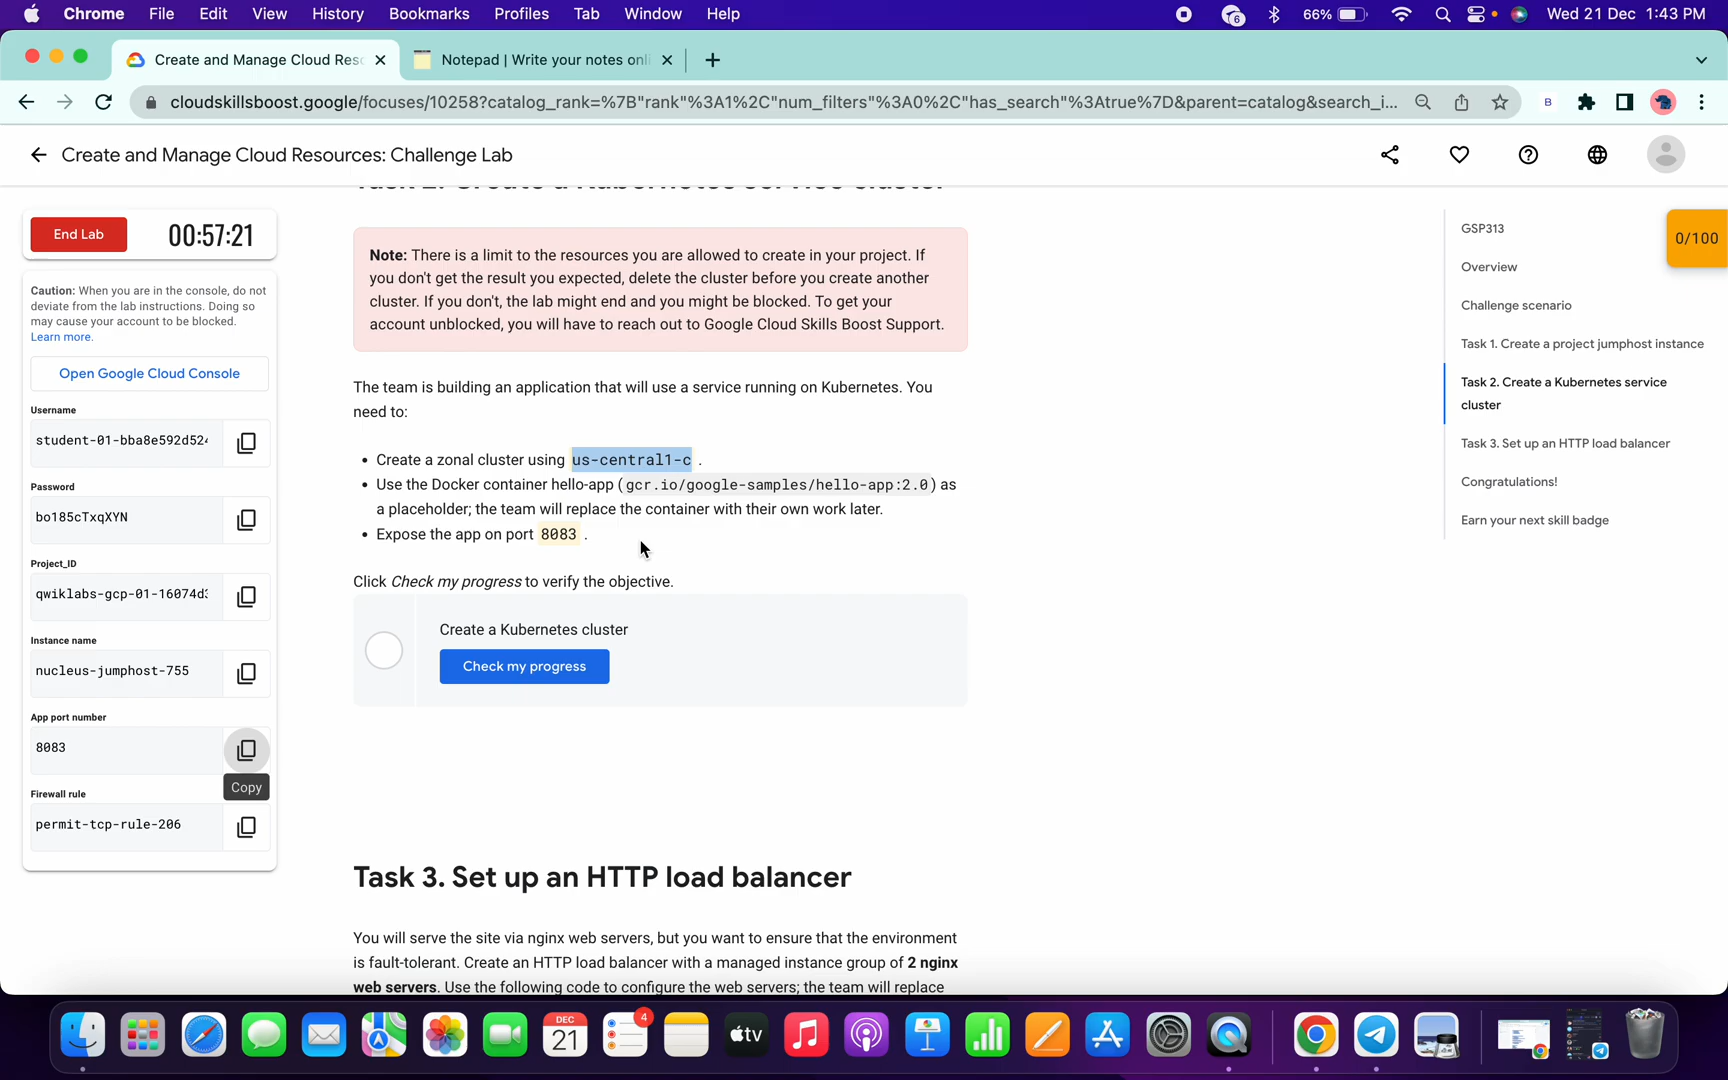 Chrome File Edit View History Bookmarks Profiles Tab Window Help 6 66% Wed 21 Dec 1:43 PM
Create and Manage Cloud Res Notepad | Write your notes onli
cloudskillsboost.google/focuses/10258?catalog_rank=%7B"rank"%3A1%2C"num_filters"%3A0%2C"has_search"%3Atrue%7D&parent=catalog&search_i... B
Create and Manage Cloud Resources: Challenge Lab
Task 2. Create a Kubernetes service cluster
End Lab 00:57:21
Caution: When you are in the console, do not
deviate from the lab instructions. Doing so
may cause your account to be blocked.
Learn more.
Open Google Cloud Console
Username
student-01-bba8e592d524
Password
bo185cTxqXYN
Project_ID
qwiklabs-gcp-01-16074d3
Instance name
nucleus-jumphost-755
App port number
8083
Copy
Firewall rule
permit-tcp-rule-206
Note: There is a limit to the resources you are allowed to create in your project. If
you don't get the result you expected, delete the cluster before you create another
cluster. If you don't, the lab might end and you might be blocked. To get your
account unblocked, you will have to reach out to Google Cloud Skills Boost Support.
The team is building an application that will use a service running on Kubernetes. You
need to:
• Create a zonal cluster using us-central1-c .
• Use the Docker container hello-app (gcr.io/google-samples/hello-app:2.0) as
a placeholder; the team will replace the container with their own work later.
• Expose the app on port 8083 .
Click Check my progress to verify the objective.
Create a Kubernetes cluster
Check my progress
Task 3. Set up an HTTP load balancer
You will serve the site via nginx web servers, but you want to ensure that the environment
is fault-tolerant. Create an HTTP load balancer with a managed instance group of 2 nginx
web servers. Use the following code to configure the web servers; the team will replace
GSP313
Overview
Challenge scenario
Task 1. Create a project jumphost instance
Task 2. Create a Kubernetes service
cluster
Task 3. Set up an HTTP load balancer
Congratulations!
Earn your next skill badge
0/100
DEC
21
4
tv